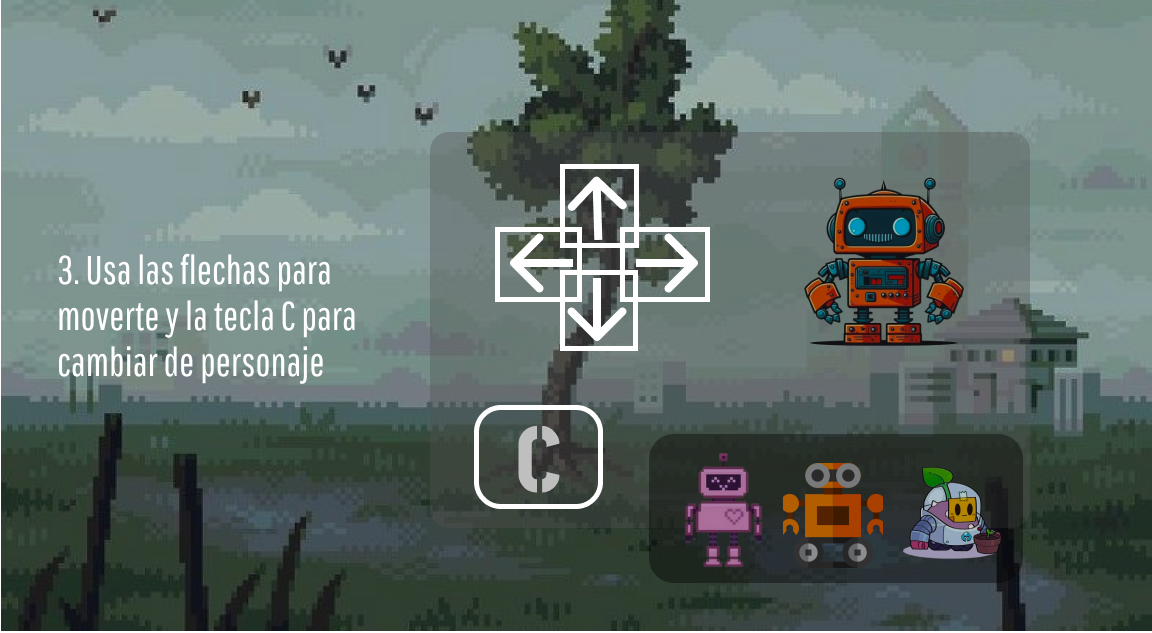 3. Usa las flechas para
moverte y la tecla C para
cambiar de personaje
C